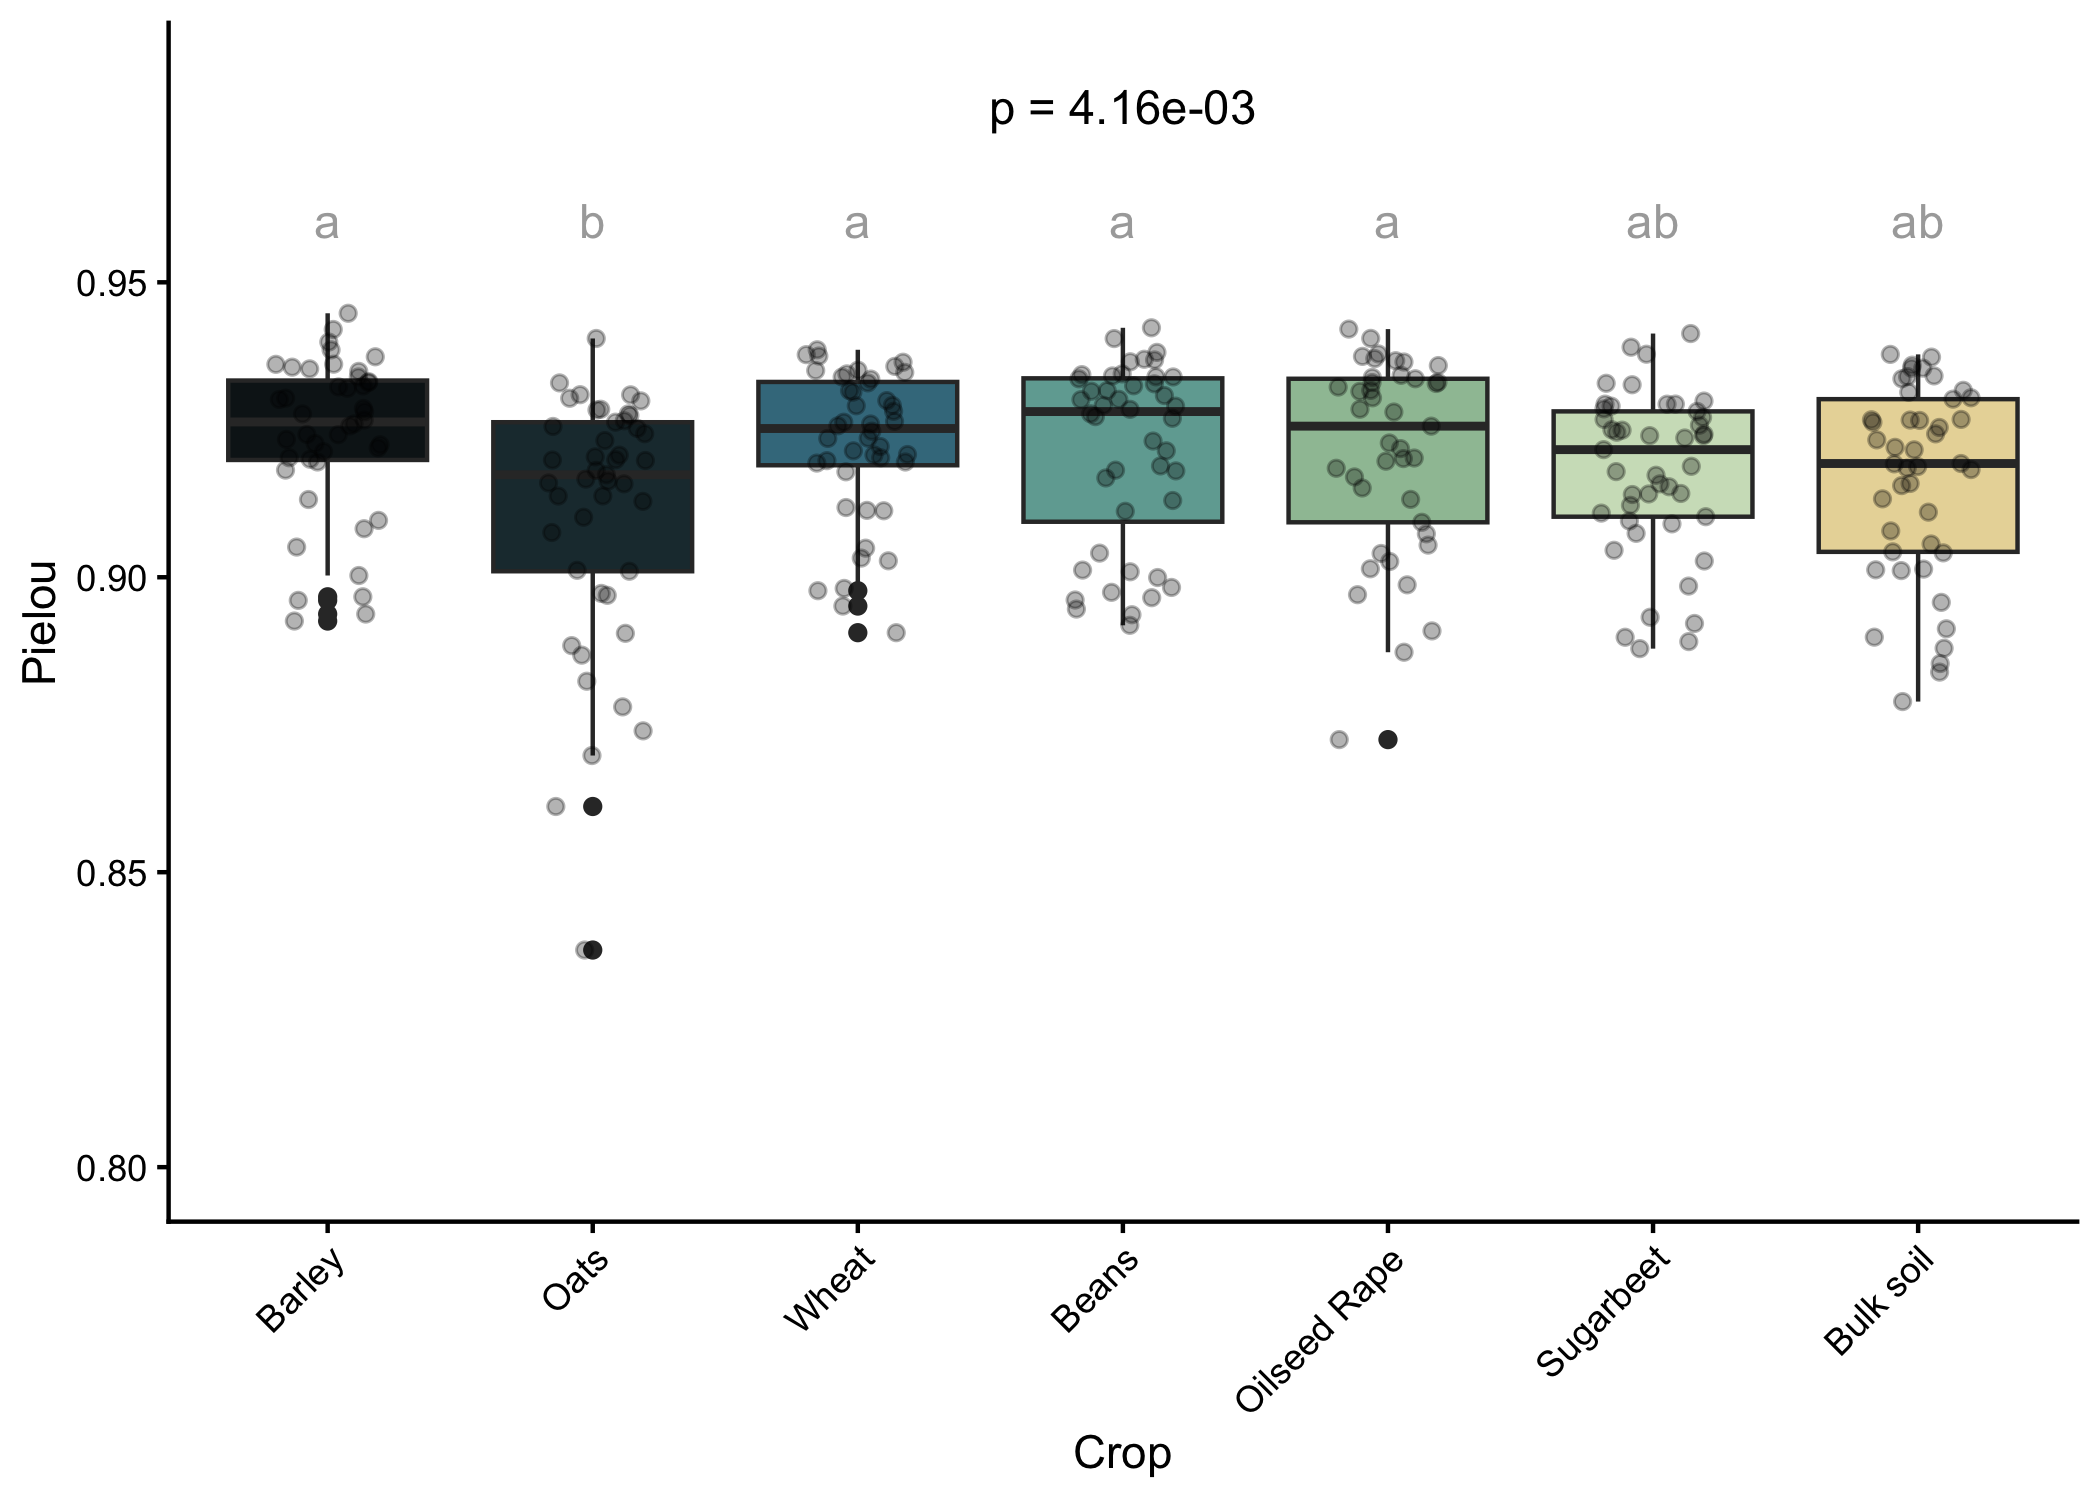 p = 4.16e-03
a b a a a ab ab
0.95
0.90
0.85
0.80
Pielou
Barley Oats Wheat Beans Oilseed Rape Sugarbeet Bulk soil
Crop